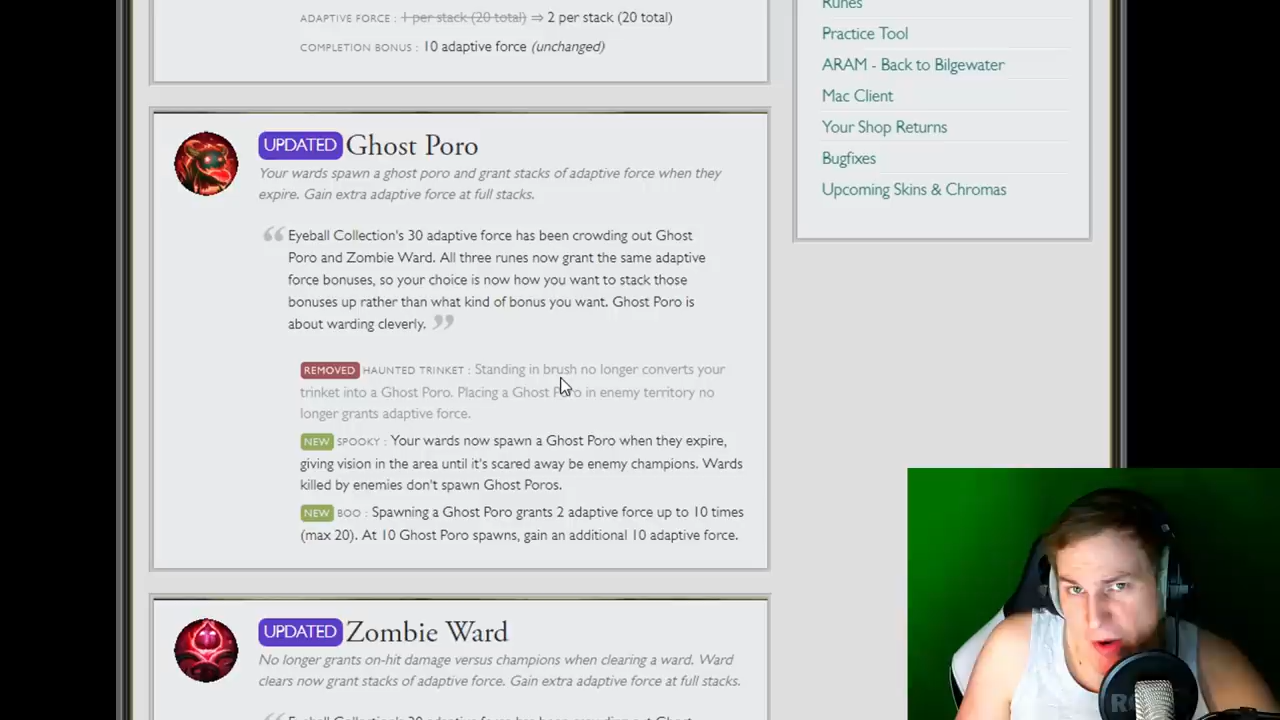 ADAPTIVE FORCE : 1 per stack (20 total) ⇒ 2 per stack (20 total)
COMPLETION BONUS : 10 adaptive force (unchanged)
UPDATED Ghost Poro
Your wards spawn a ghost poro and grant stacks of adaptive force when they
expire. Gain extra adaptive force at full stacks.
“ Eyeball Collection's 30 adaptive force has been crowding out Ghost
Poro and Zombie Ward. All three runes now grant the same adaptive
force bonuses, so your choice is now how you want to stack those
bonuses up rather than what kind of bonus you want. Ghost Poro is
about warding cleverly. ”
REMOVED HAUNTED TRINKET : Standing in brush no longer converts your
trinket into a Ghost Poro. Placing a Ghost Poro in enemy territory no
longer grants adaptive force.
NEW SPOOKY : Your wards now spawn a Ghost Poro when they expire,
giving vision in the area until it's scared away be enemy champions. Wards
killed by enemies don't spawn Ghost Poros.
NEW BOO : Spawning a Ghost Poro grants 2 adaptive force up to 10 times
(max 20). At 10 Ghost Poro spawns, gain an additional 10 adaptive force.
UPDATED Zombie Ward
No longer grants on-hit damage versus champions when clearing a ward. Ward
clears now grant stacks of adaptive force. Gain extra adaptive force at full stacks.
Eyeball Collection's 30 adaptive force has been crowding out Ghost
Runes
Practice Tool
ARAM - Back to Bilgewater
Mac Client
Your Shop Returns
Bugfixes
Upcoming Skins & Chromas